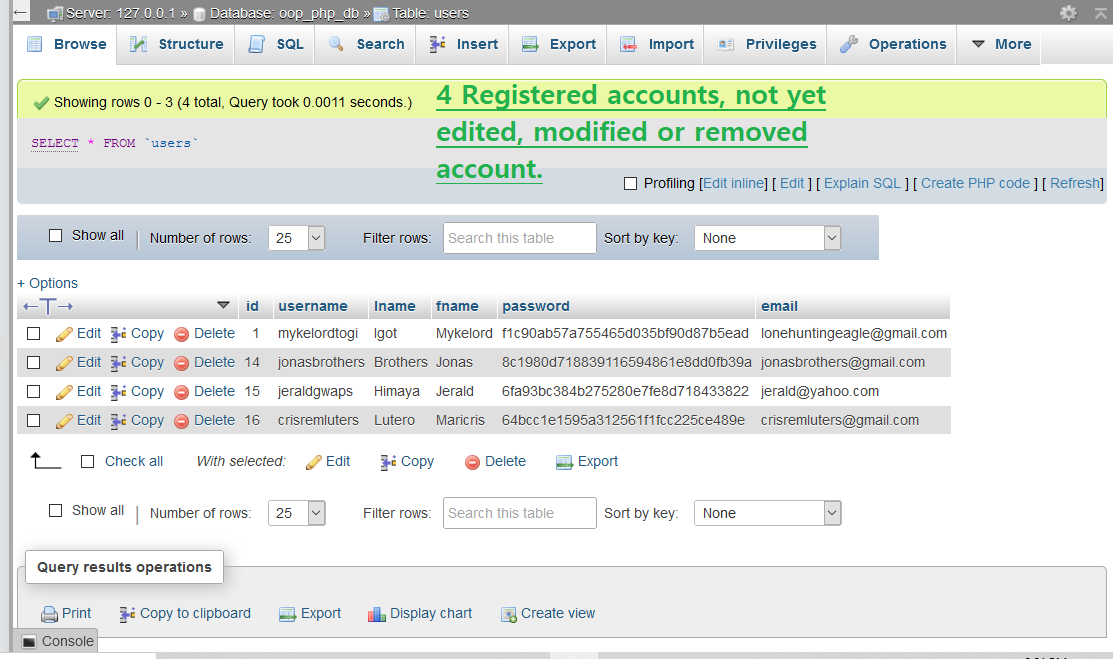 Server: 127.0.0.1 » Database: oop_php_db » Table: users
Browse Structure SQL Search Insert Export Import Privileges Operations More
Showing rows 0 - 3 (4 total, Query took 0.0011 seconds.)
4 Registered accounts, not yet
edited, modified or removed
account.
SELECT * FROM `users`
Profiling [Edit inline] [ Edit ] [ Explain SQL ] [ Create PHP code ] [ Refresh]
Show all | Number of rows: 25 Filter rows: Search this table Sort by key: None
+ Options
←T→ id username lname fname password email
Edit Copy Delete 1 mykelordtogi Igot Mykelord f1c90ab57a755465d035bf90d87b5ead lonehuntingeagle@gmail.com
Edit Copy Delete 14 jonasbrothers Brothers Jonas 8c1980d718839116594861e8dd0fb39a jonasbrothers@gmail.com
Edit Copy Delete 15 jeraldgwaps Himaya Jerald 6fa93bc384b275280e7fe8d718433822 jerald@yahoo.com
Edit Copy Delete 16 crisremluters Lutero Maricris 64bcc1e1595a312561f1fcc225ce489e crisremluters@gmail.com
Check all With selected: Edit Copy Delete Export
Show all | Number of rows: 25 Filter rows: Search this table Sort by key: None
Query results operations
Print Copy to clipboard Export Display chart Create view
Console